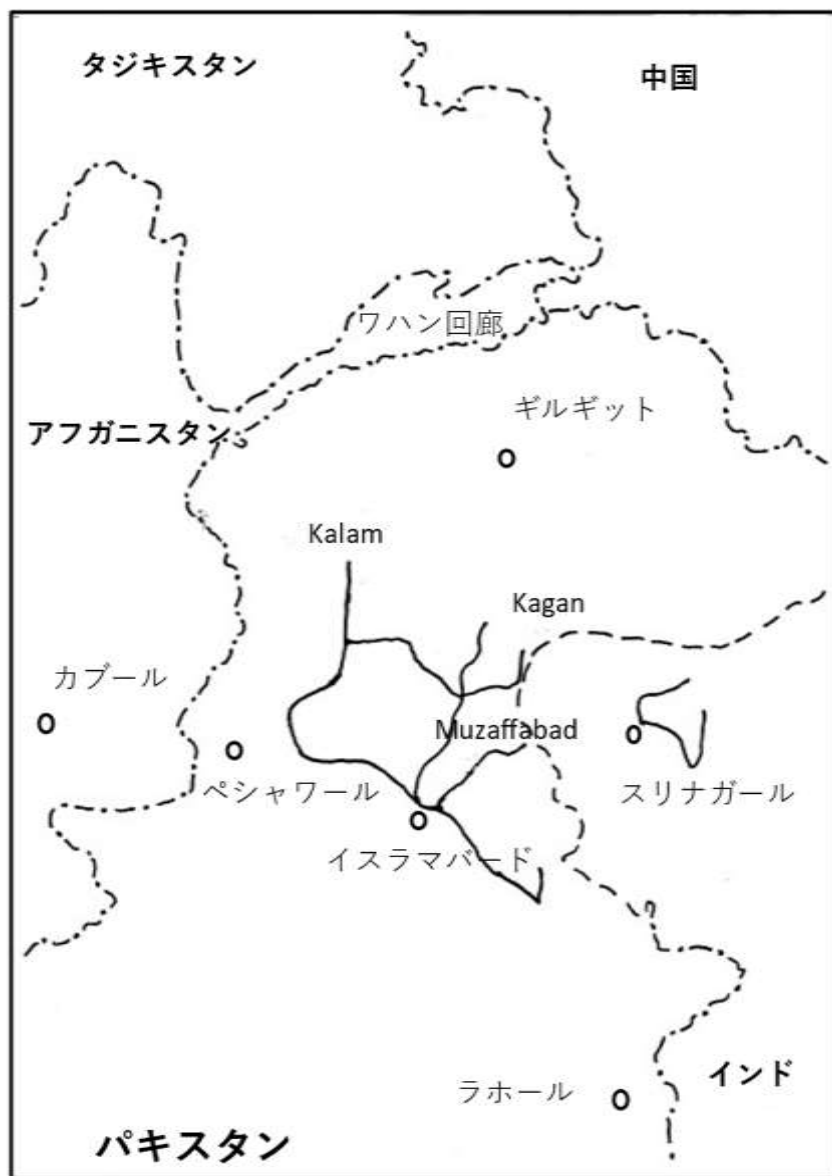 タジキスタン
中国
ワハン回廊
ギルギット
アフガニスタン
Kalam
Kagan
カブール
Muzaffabad
ペシャワール
スリナガール
イスラマバード
インド
ラホール
パキスタン